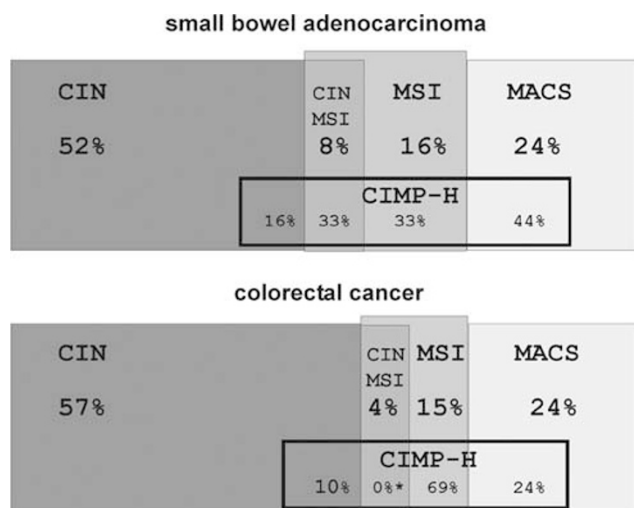 small bowel adenocarcinoma
CIN CIN MSI MACS
MSI
52% 8% 16% 24%
CIMP-H
16% 33% 33% 44%
colorectal cancer
CIN CIN MSI MACS
MSI
57% 4% 15% 24%
CIMP-H
10% 0%* 69% 24%